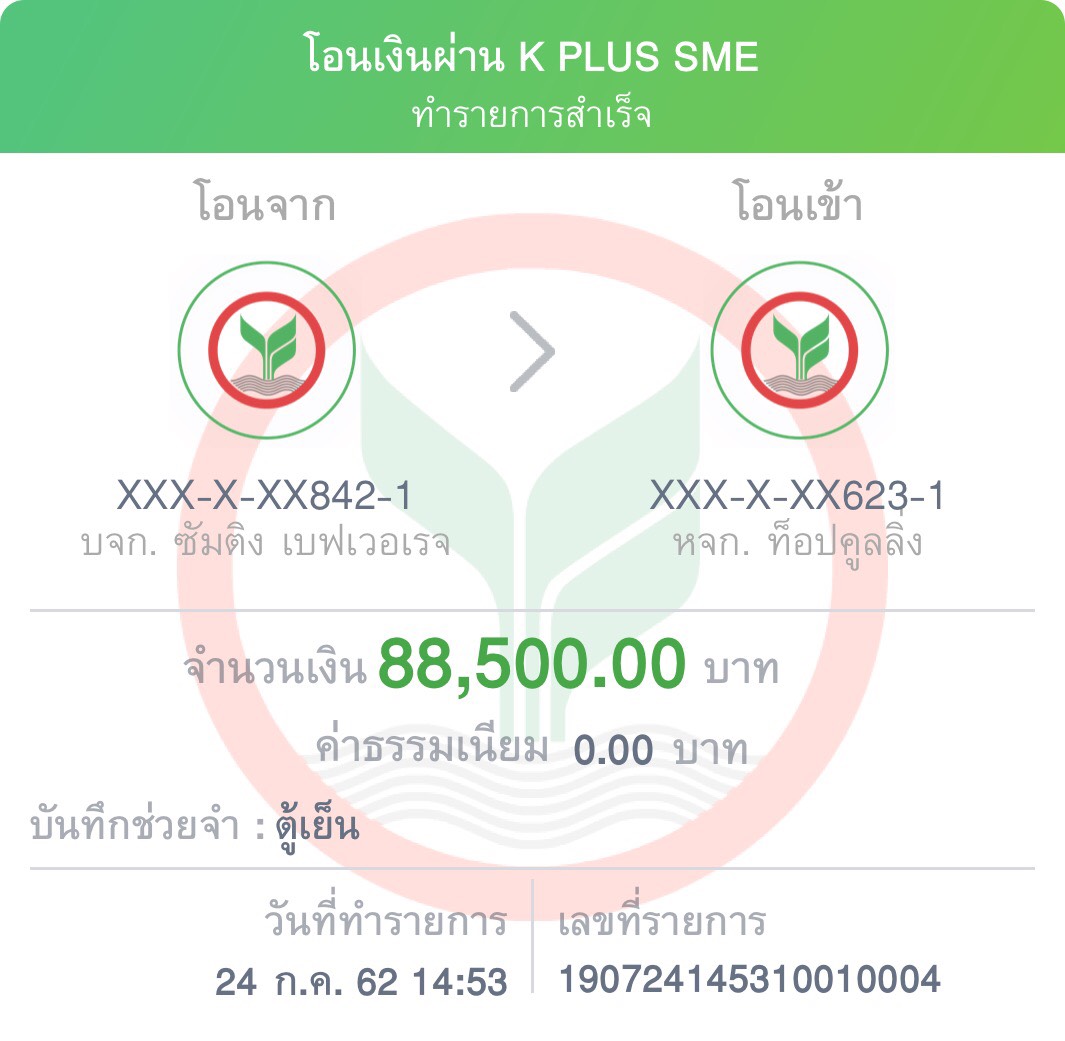 โอนเงินผ่าน K PLUS SME
ทำรายการสำเร็จ
โอนจาก
โอนเข้า
XXX-X-XX842-1
บจก. ซัมติง เบฟเวอเรจ
XXX-X-XX623-1
หจก. ท็อปคูลลิ่ง
จำนวนเงิน 88,500.00 บาท
ค่าธรรมเนียม 0.00 บาท
บันทึกช่วยจำ : ตู้เย็น
วันที่ทำรายการ
24 ก.ค. 62 14:53
เลขที่รายการ
190724145310010004